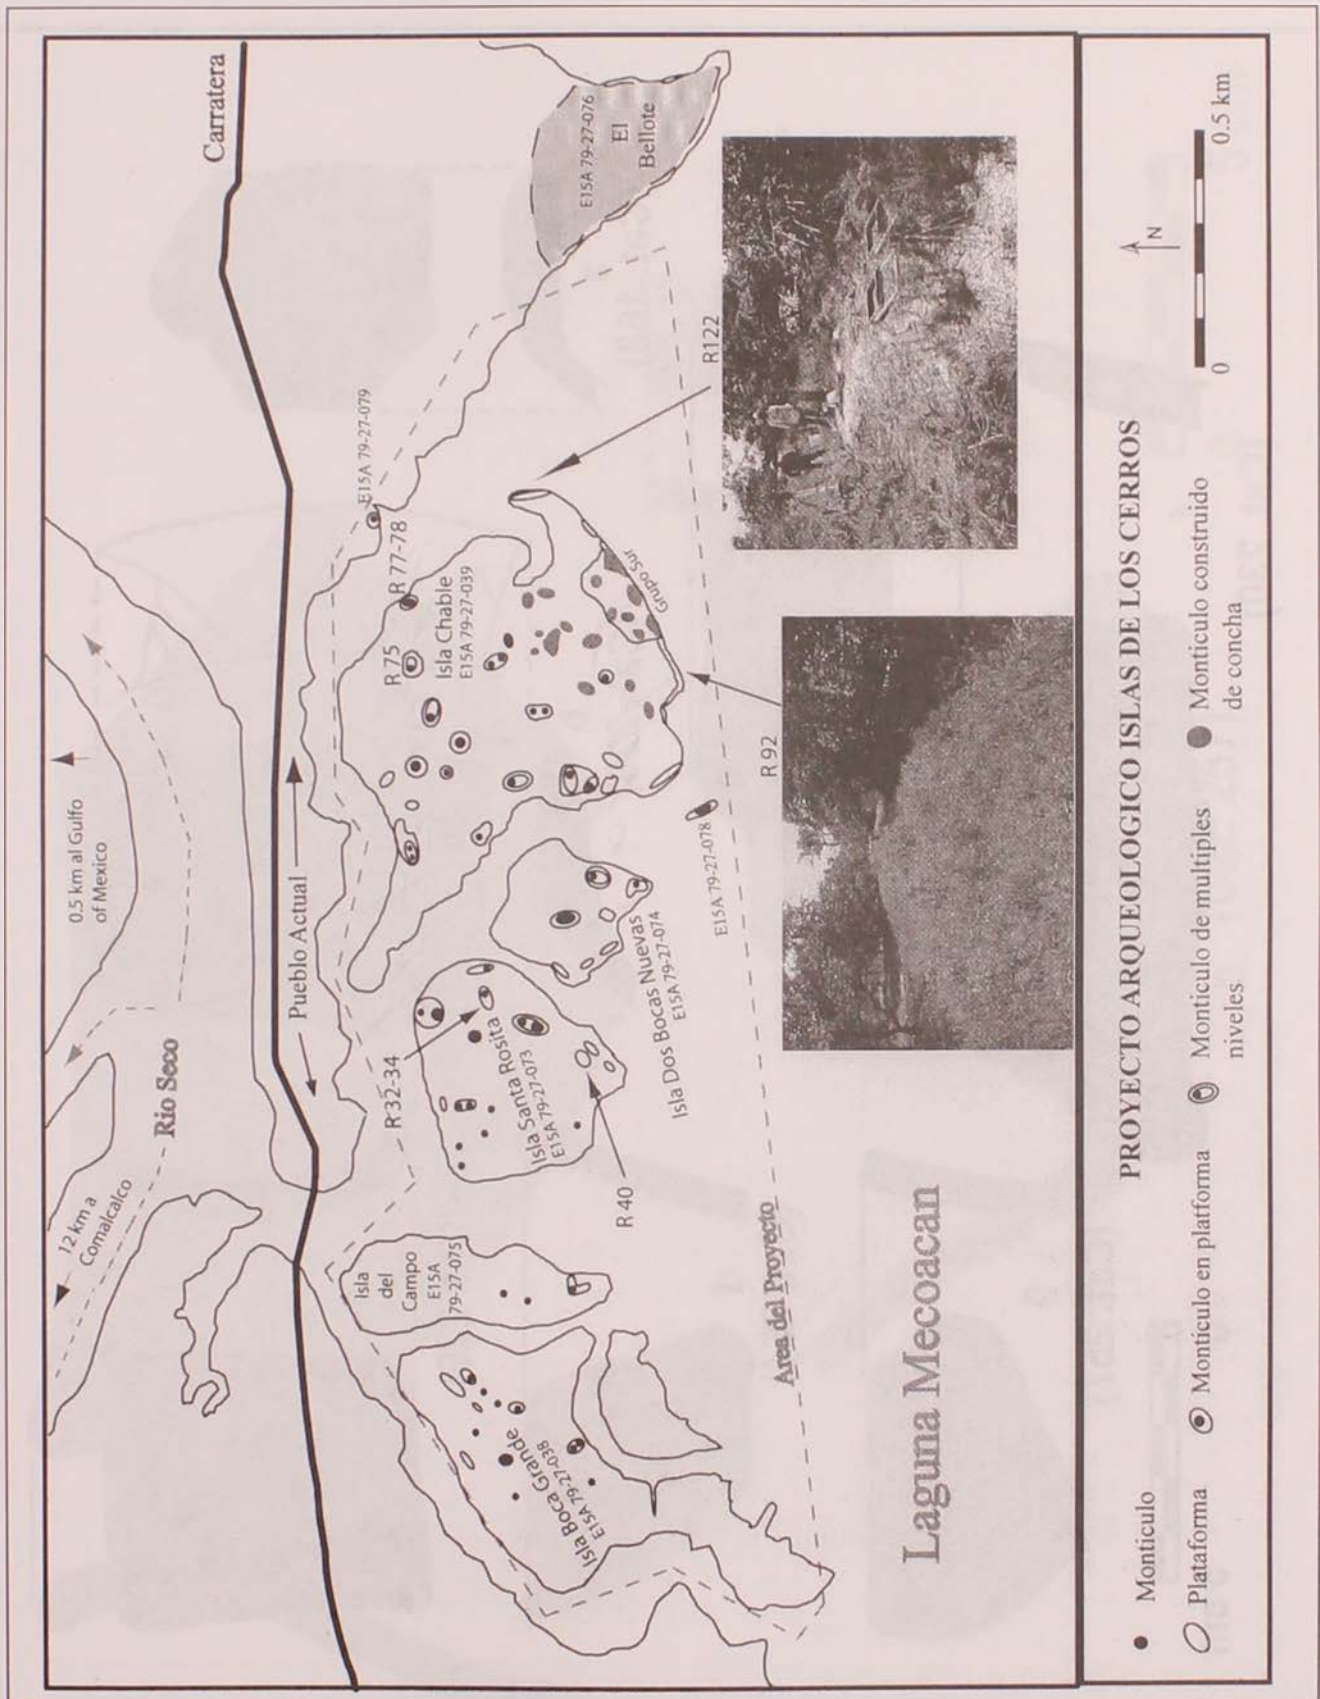 Carratera
0.5 km al Gulfo
of Mexico
12 km a
Comalcalco
Rio Seco
Pueblo Actual
E15A 79-27-079
E15A 79-27-076
El
Bellote
R 77-78
R 75
Isla Chable
E15A 79-27-039
Grupo Sur
R122
R 92
R 32-34
Isla Santa Rosita
E15A 79-27-073
R 40
Isla Dos Bocas Nuevas
E15A 79-27-074
E15A 79-27-078
Isla
del
Campo
E15A
79-27-075
Isla Boca Grande
E15A 79-27-038
Area del Proyecto
Laguna Mecoacan
PROYECTO ARQUEOLOGICO ISLAS DE LOS CERROS
N
0
0.5 km
Monticulo
Plataforma
Montículo en platforma
Montículo de multiples
niveles
Monticulo construido
de concha